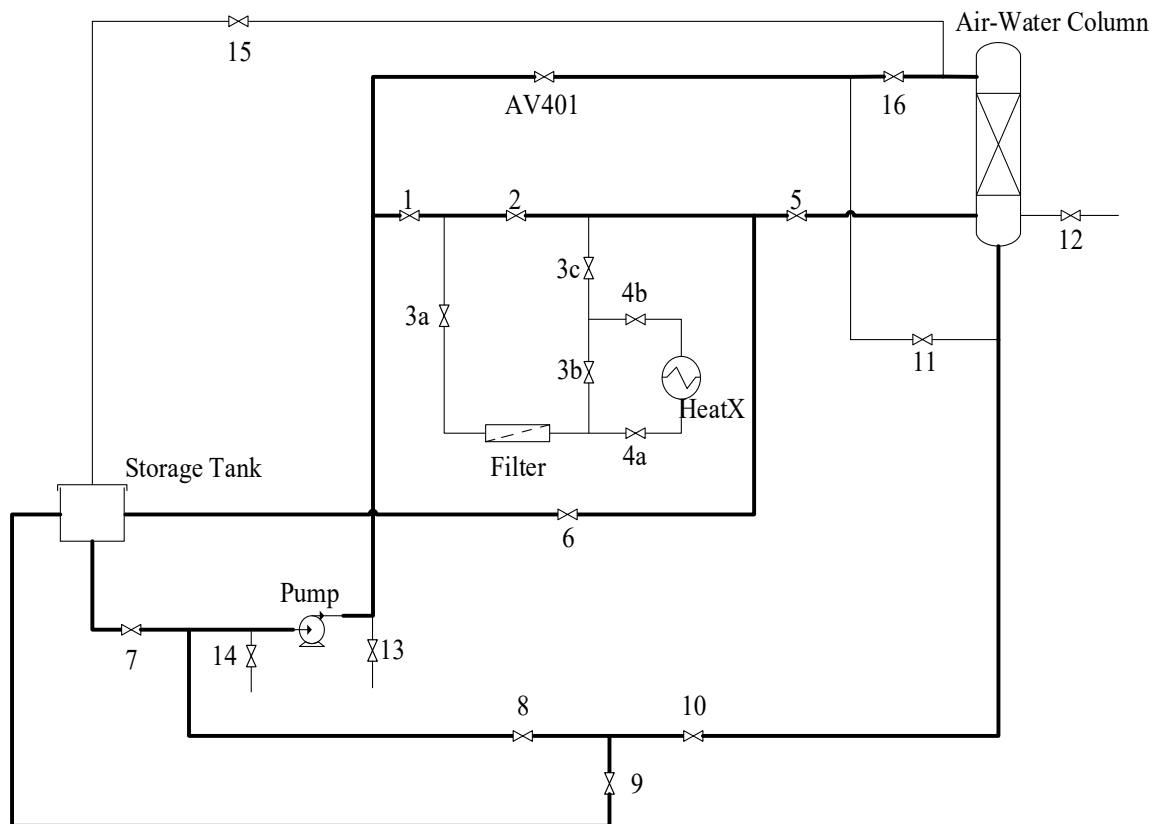 Air-Water Column
15
AV401
16
1
2
5
12
3c
4b
3a
11
3b
HeatX
Filter
4a
Storage Tank
6
Pump
7
14
13
8
10
9